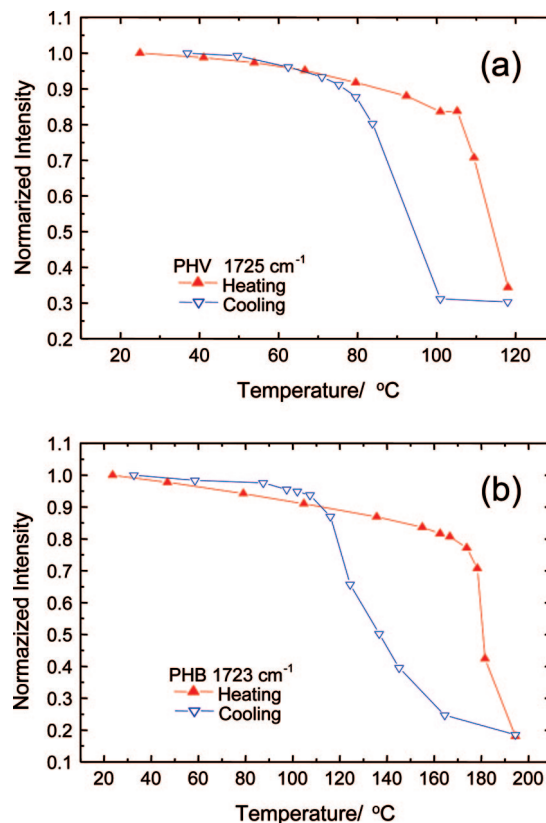 1.1
1.0
0.9
0.8
0.7
0.6
0.5
0.4
0.3
0.2
Normarized Intensity
(a)
PHV 1725 cm-1
Heating
Cooling
20 40 60 80 100 120
Temperature/ oC
1.1
1.0
0.9
0.8
0.7
0.6
0.5
0.4
0.3
0.2
0.1
Normazized Intensity
(b)
PHB 1723 cm-1
Heating
Cooling
20 40 60 80 100 120 140 160 180 200
Temperature/ oC